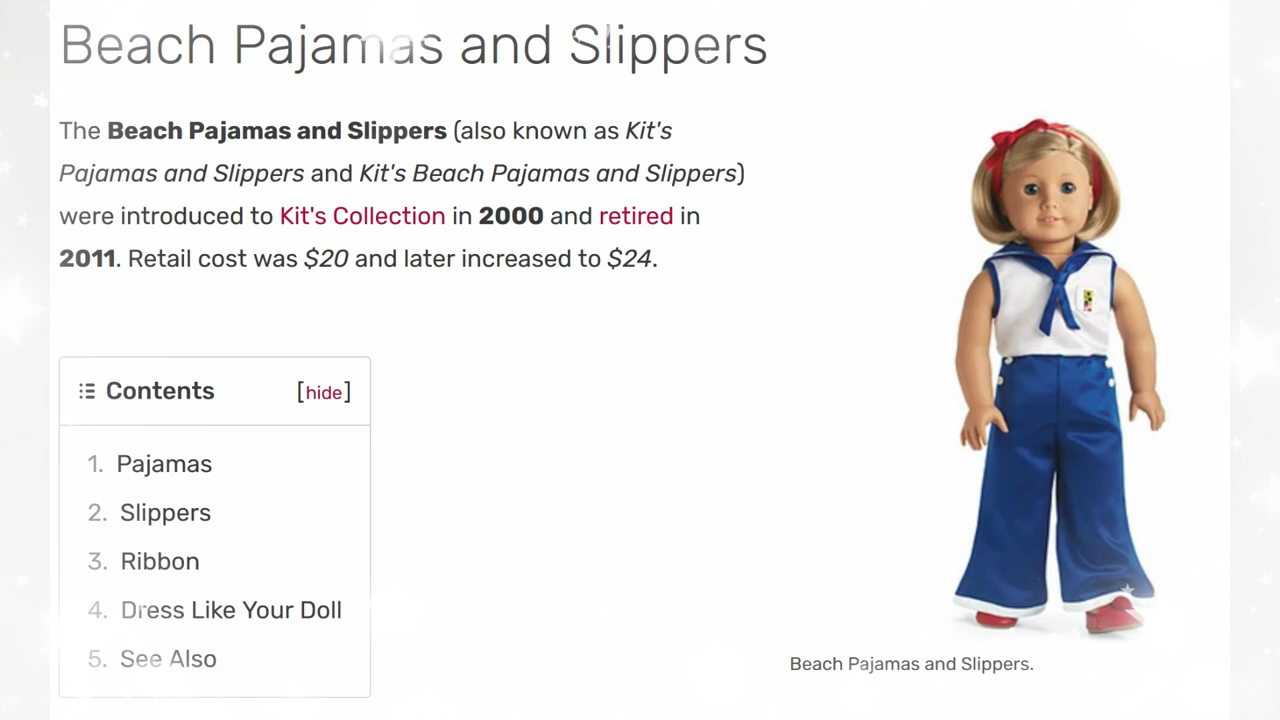 Beach Pajamas and Slippers
The Beach Pajamas and Slippers (also known as Kit's
Pajamas and Slippers and Kit's Beach Pajamas and Slippers)
were introduced to Kit's Collection in 2000 and retired in
2011. Retail cost was $20 and later increased to $24.
Contents [hide]
1. Pajamas
2. Slippers
3. Ribbon
4. Dress Like Your Doll
5. See Also
Beach Pajamas and Slippers.